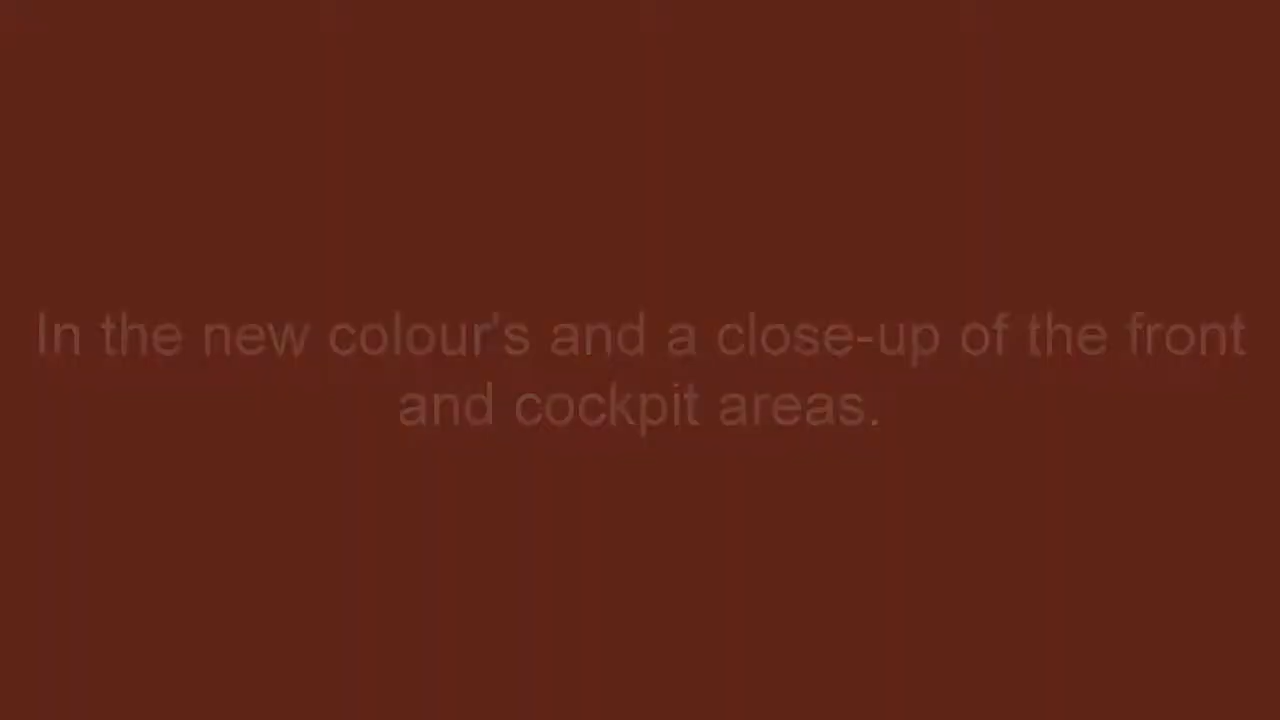 In the new colour's and a close-up of the front
and cockpit areas.